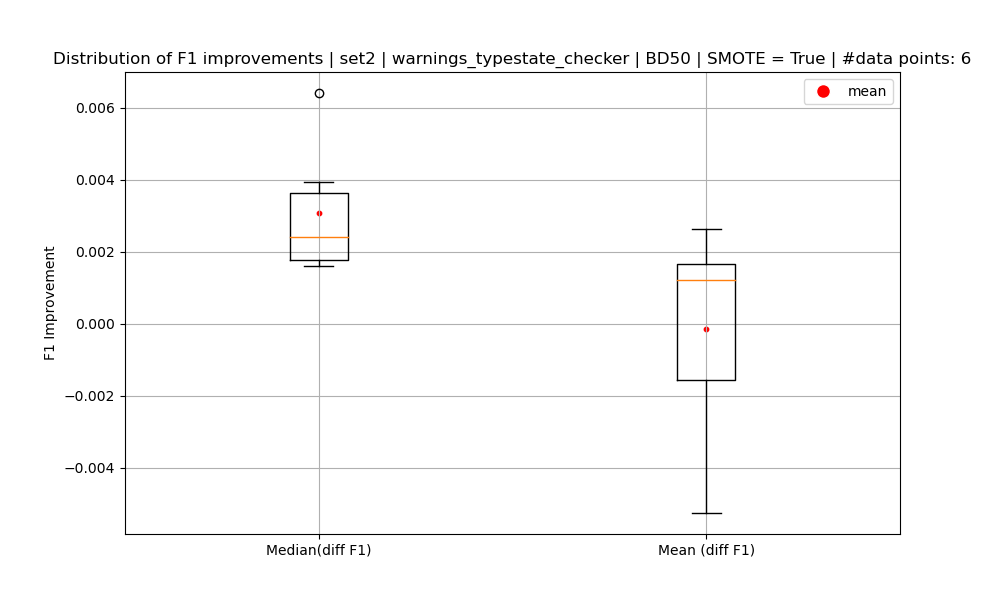 Distribution of F1 improvements | set2 | warnings_typestate_checker | BD50 | SMOTE = True | #data points: 6
mean
0.006
0.004
0.002
0.000
−0.002
−0.004
F1 Improvement
Median(diff F1)
Mean (diff F1)